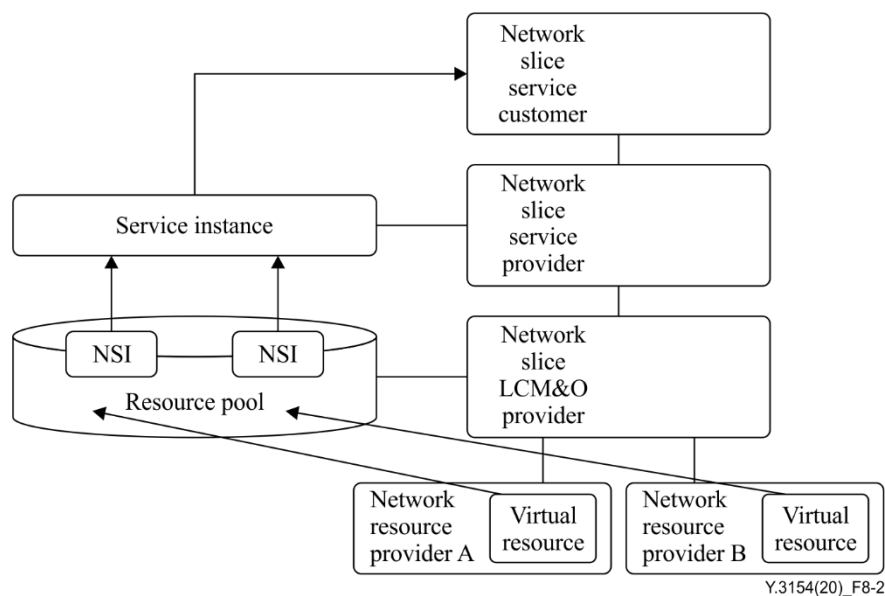 Network
slice
service
customer
Service instance
Network
slice
service
provider
NSI
NSI
Resource pool
Network
slice
LCM&O
provider
Network
resource
provider A
Virtual
resource
Network
resource
provider B
Virtual
resource
Y.3154(20)_F8-2